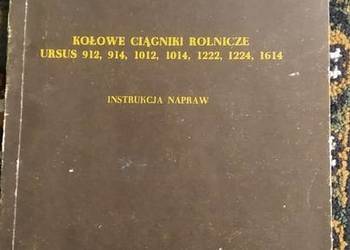 KOŁOWE CIĄGNIKI ROLNICZE
URSUS 912, 914, 1012, 1014, 1222, 1224, 1614
INSTRUKCJA NAPRAW